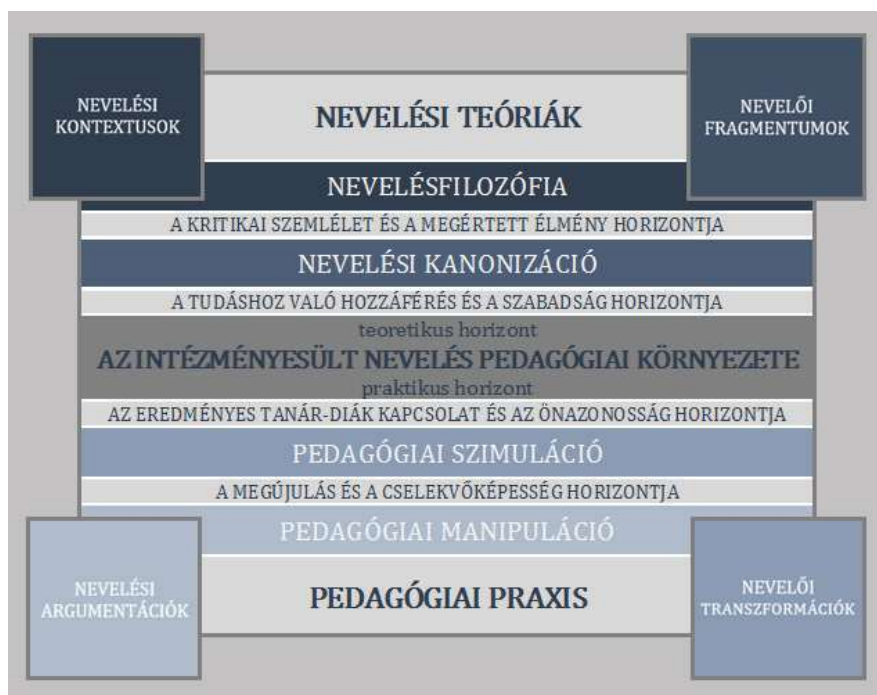 NEVELÉSI
KONTEXTUSOK
NEVELÉSI TEÓRIÁK
NEVELŐI
FRAGMENTUMOK
NEVELÉSFILOZÓFIA
A KRITIKAI SZEMLÉLET ÉS A MEGÉRTETT ÉLMÉNY HORIZONTJA
NEVELÉSI KANONIZÁCIÓ
A TUDÁSHOZ VALÓ HOZZÁFÉRÉS ÉS A SZABADSÁG HORIZONTJA
teoretikus horizont
AZ INTÉZMÉNYESÜLT NEVELÉS PEDAGÓGIAI KÖRNYEZETE
praktikus horizont
AZ EREDMÉNYES TANÁR-DIÁK KAPCSOLAT ÉS AZ ÖNAZONOSSÁG HORIZONTJA
PEDAGÓGIAI SZIMULÁCIÓ
A MEGÚJULÁS ÉS A CSELEKVŐKÉPESSÉG HORIZONTJA
PEDAGÓGIAI MANIPULÁCIÓ
NEVELÉSI
ARGUMENTÁCIÓK
PEDAGÓGIAI PRAXIS
NEVELŐI
TRANSZFORMÁCIÓK